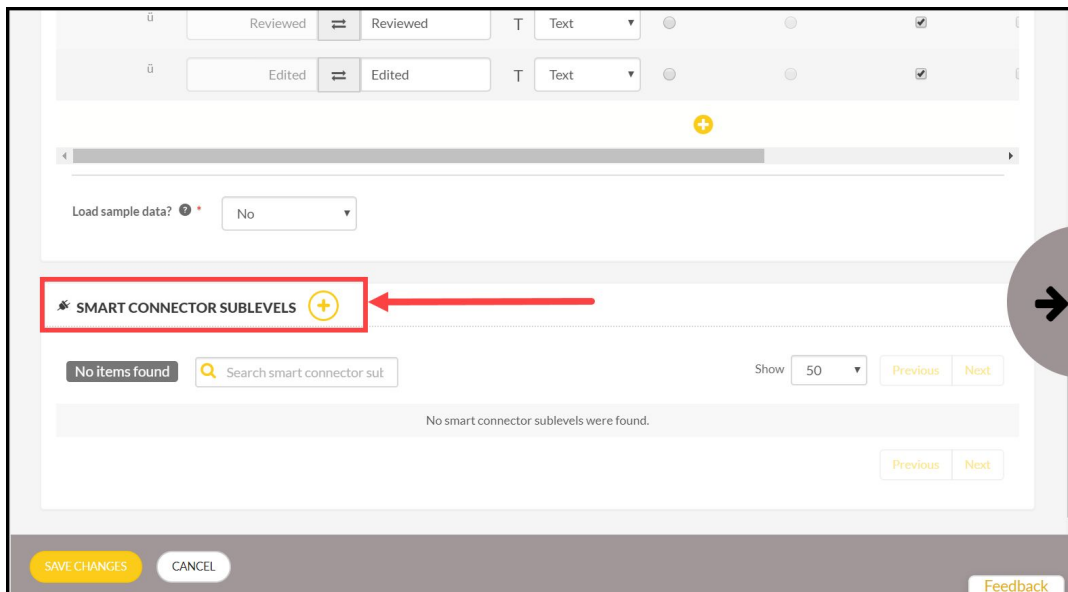 ü Reviewed Reviewed T Text
ü Edited Edited T Text
Load sample data? ? * No
SMART CONNECTOR SUBLEVELS
No items found Search smart connector sut Show 50 Previous Next
No smart connector sublevels were found.
Previous Next
SAVE CHANGES CANCEL
Feedback